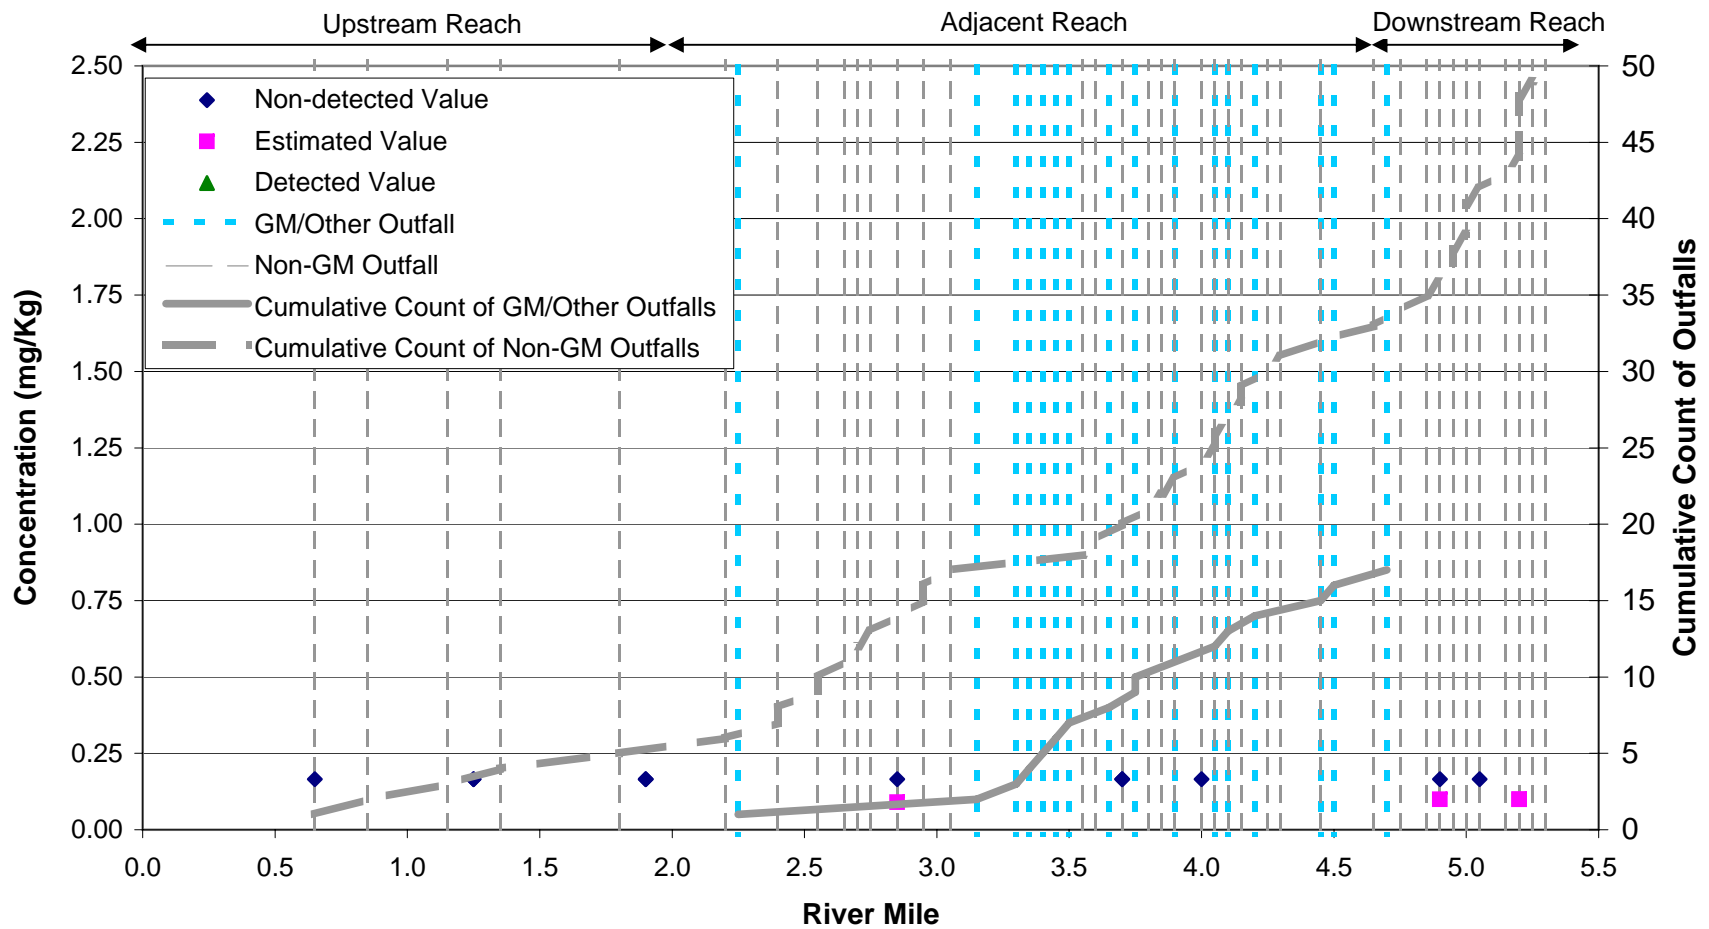 Upstream Reach
Adjacent Reach
Downstream Reach
2.50
2.25
2.00
1.75
1.50
1.25
1.00
0.75
0.50
0.25
0.00
Concentration (mg/Kg)
Non-detected Value
Estimated Value
Detected Value
GM/Other Outfall
Non-GM Outfall
Cumulative Count of GM/Other Outfalls
Cumulative Count of Non-GM Outfalls
50
45
40
35
30
25
20
15
10
5
0
Cumulative Count of Outfalls
0.0 0.5 1.0 1.5 2.0 2.5 3.0 3.5 4.0 4.5 5.0 5.5
River Mile